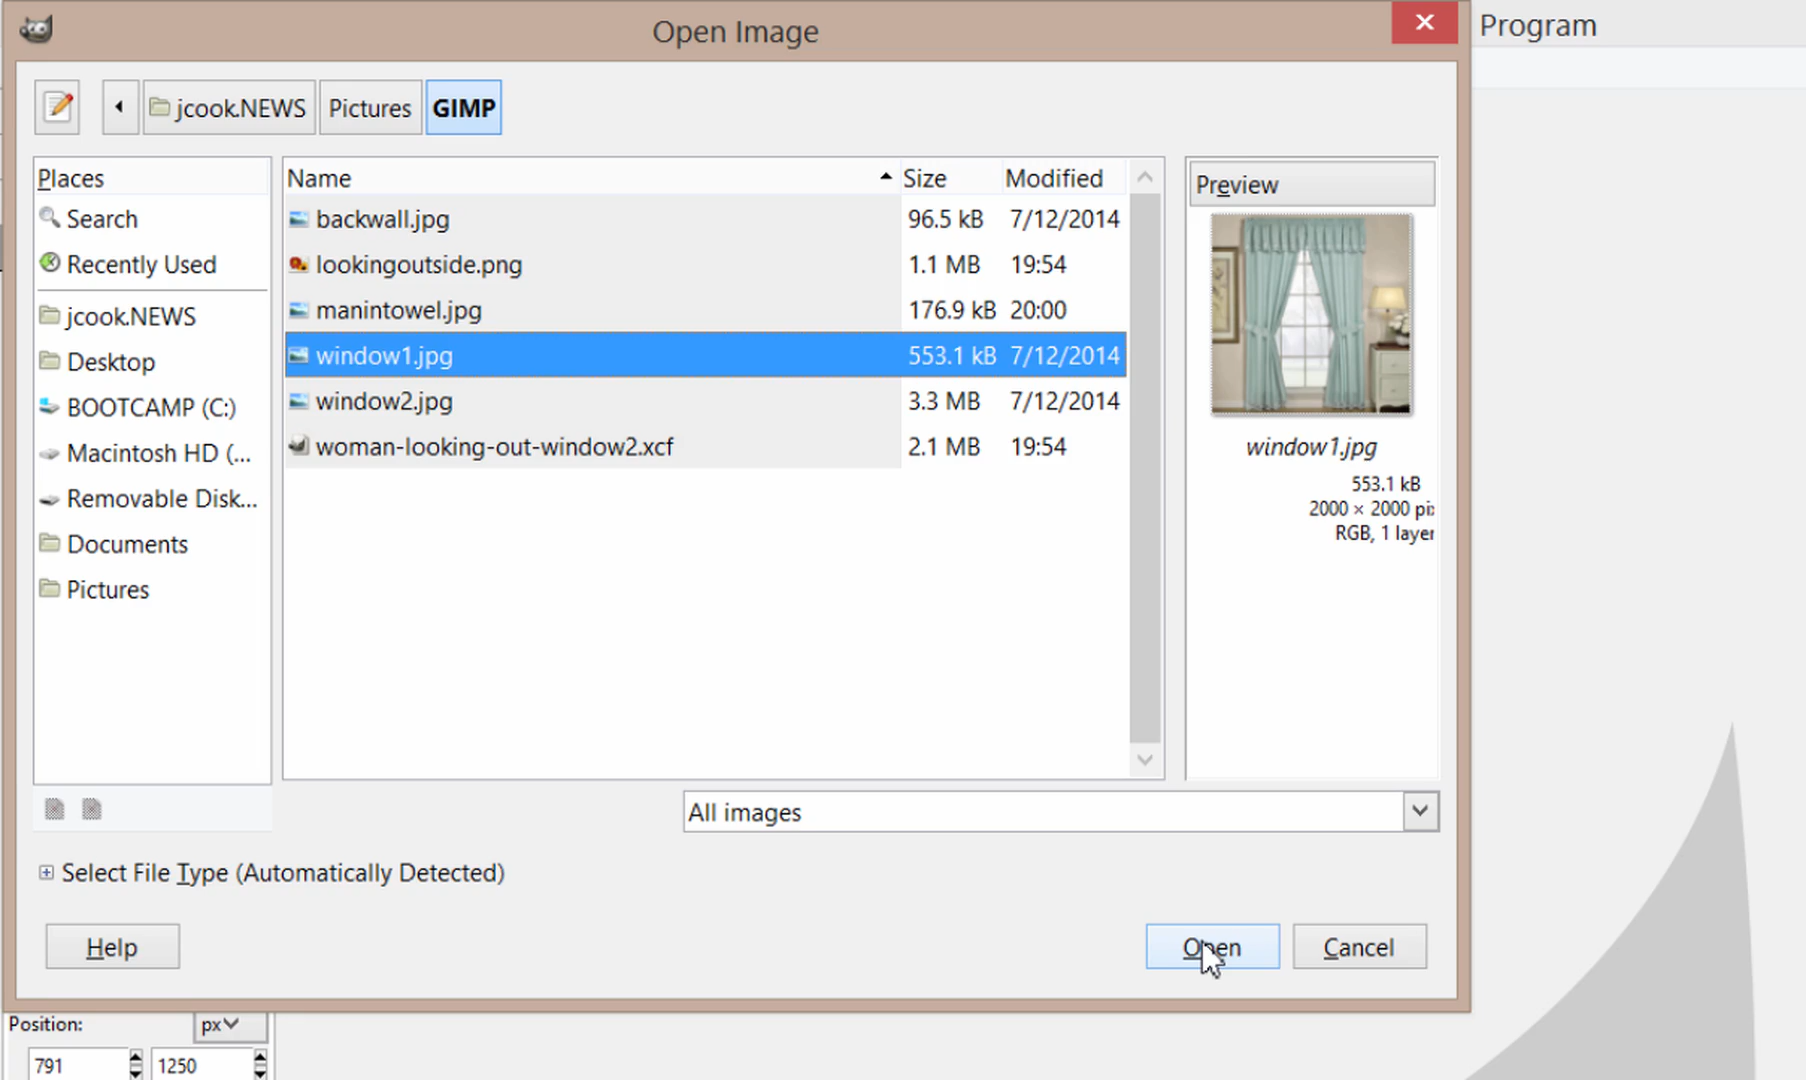 Open Image
Program
jcook.NEWS Pictures GIMP
Places
Search
Recently Used
jcook.NEWS
Desktop
BOOTCAMP (C:)
Macintosh HD (...
Removable Disk...
Documents
Pictures
Name Size Modified
backwall.jpg 96.5 kB 7/12/2014
lookingoutside.png 1.1 MB 19:54
manintowel.jpg 176.9 kB 20:00
window1.jpg 553.1 kB 7/12/2014
window2.jpg 3.3 MB 7/12/2014
woman-looking-out-window2.xcf 2.1 MB 19:54
Preview
window1.jpg
553.1 kB
2000 × 2000 pi
RGB, 1 layer
All images
Select File Type (Automatically Detected)
Help Open Cancel
Position: px
791 1250